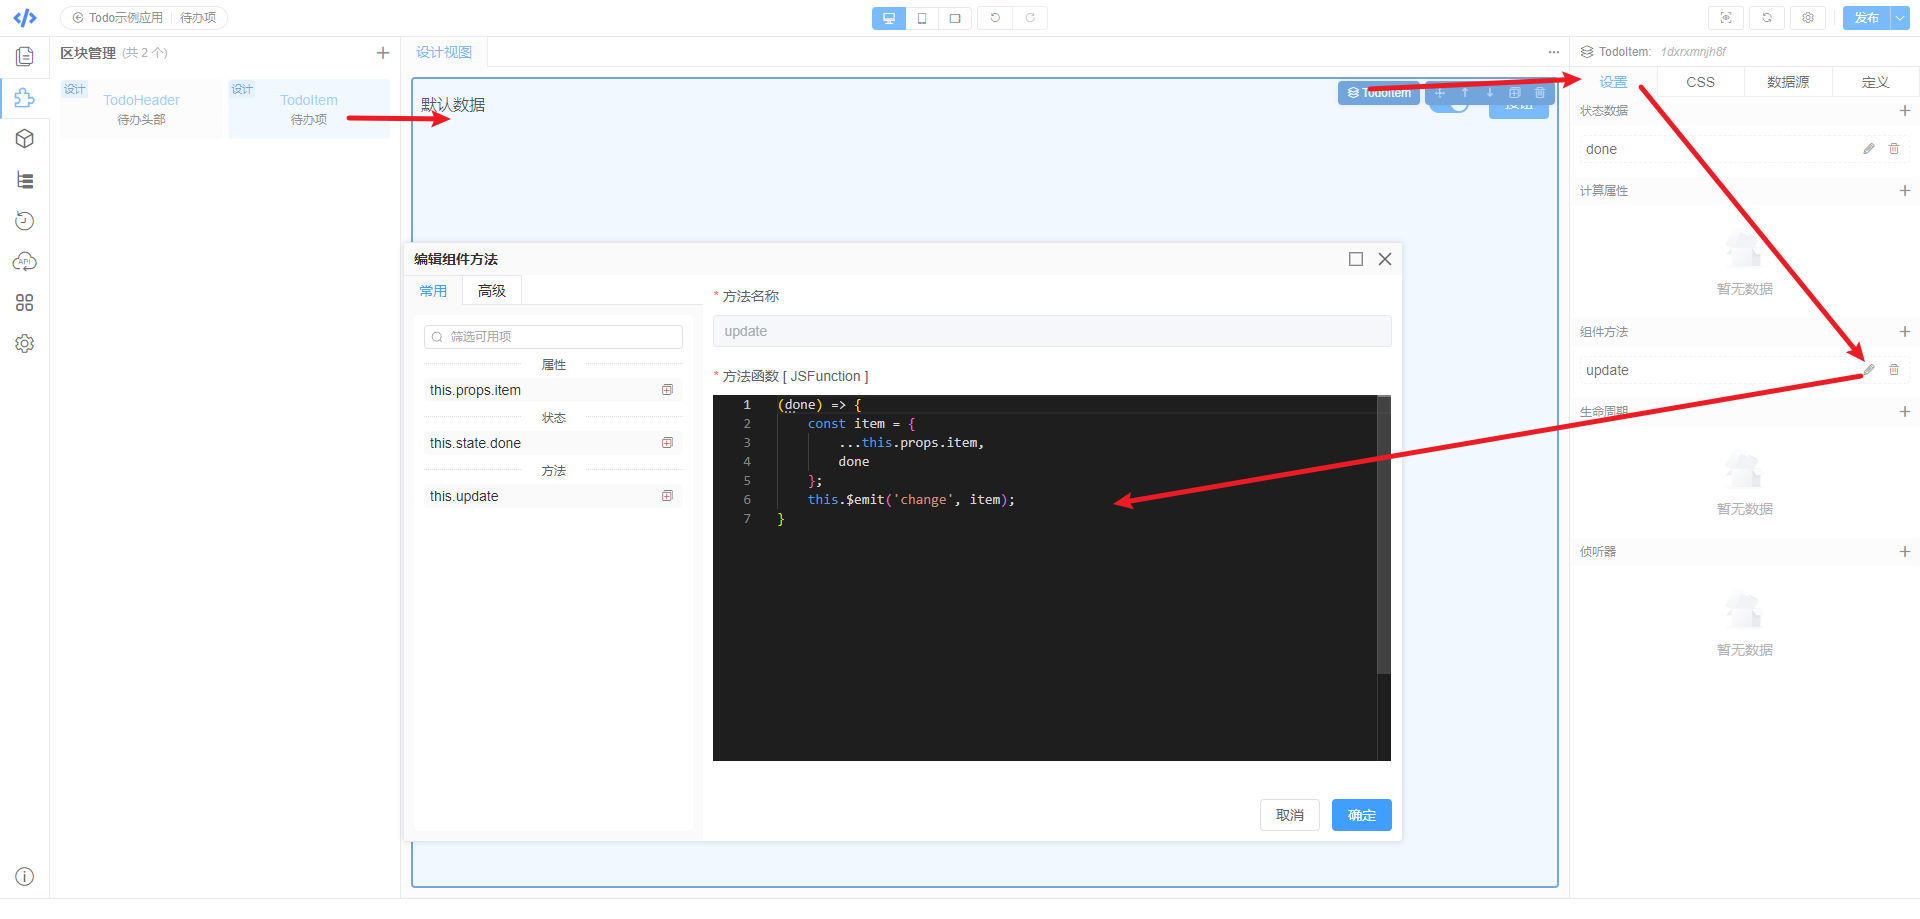 Todo示例应用
待办项
发布
区块管理 (共 2 个)
设计
TodoHeader
待办头部
设计
TodoItem
待办项
设计视图
默认数据
TodoItem
按钮
TodoItem: 1dxrxmnjh8f
设置
CSS
数据源
定义
状态数据
done
计算属性
暂无数据
组件方法
update
生命周期
暂无数据
侦听器
暂无数据
编辑组件方法
常用
高级
筛选可用项
属性
this.props.item
状态
this.state.done
方法
this.update
* 方法名称
update
* 方法函数 [ JSFunction ]
1 (done) => {
2 const item = {
3 ...this.props.item,
4 done
5 };
6 this.$emit('change', item);
7 }
取消
确定
API